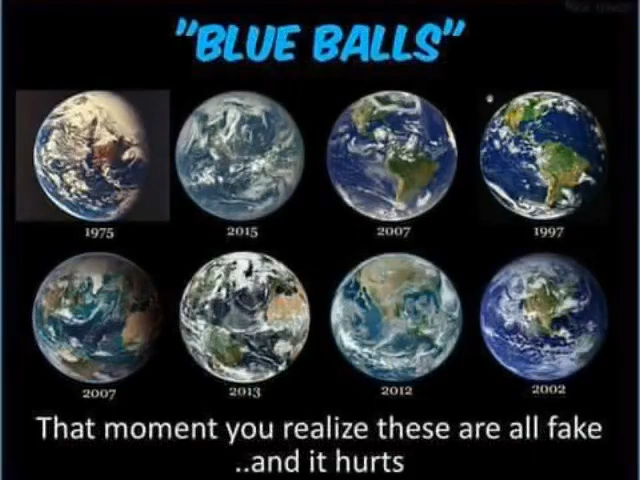 "BLUE BALLS"
1975 2015 2007 1997
2007 2013 2012 2002
That moment you realize these are all fake
..and it hurts